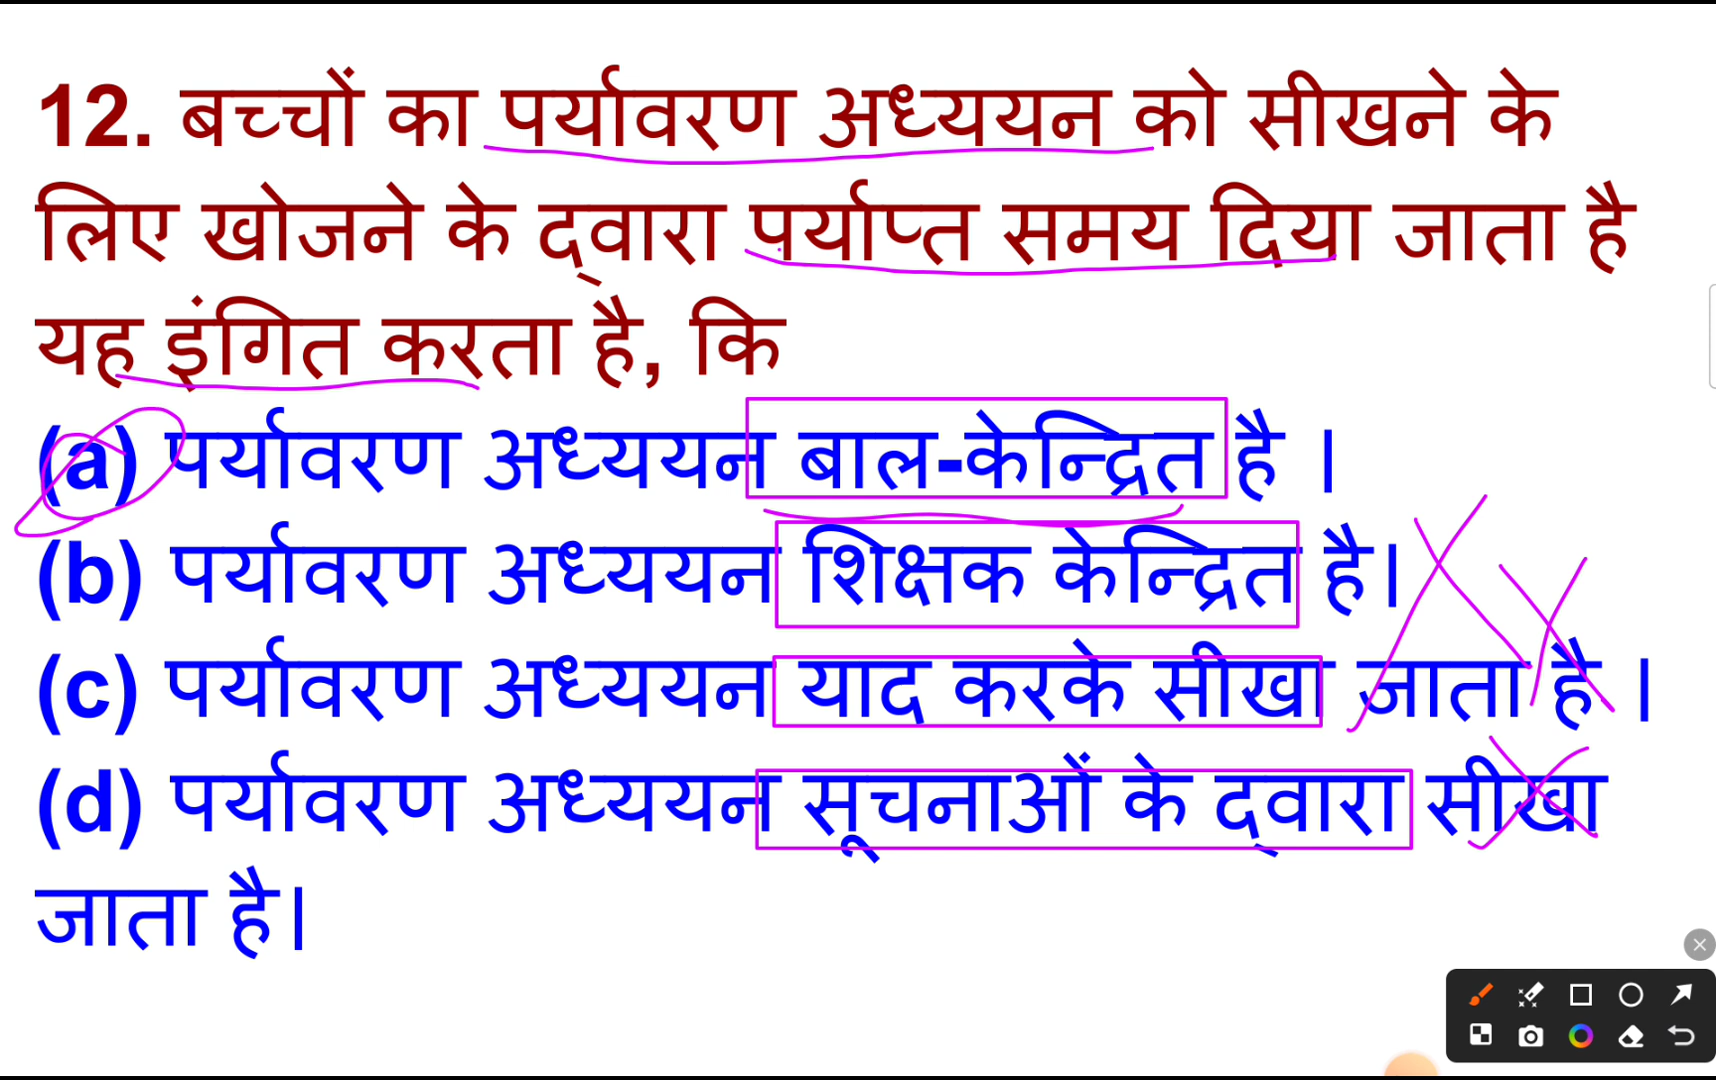 12. बच्चों का पर्यावरण अध्ययन को सीखने के
लिए खोजने के द्वारा पर्याप्त समय दिया जाता है
यह इंगित करता है, कि
(a) पर्यावरण अध्ययन बाल-केन्द्रित है ।
(b) पर्यावरण अध्ययन शिक्षक केन्द्रित है।
(c) पर्यावरण अध्ययन याद करके सीखा जाता है ।
(d) पर्यावरण अध्ययन सूचनाओं के द्वारा सीखा
जाता है।